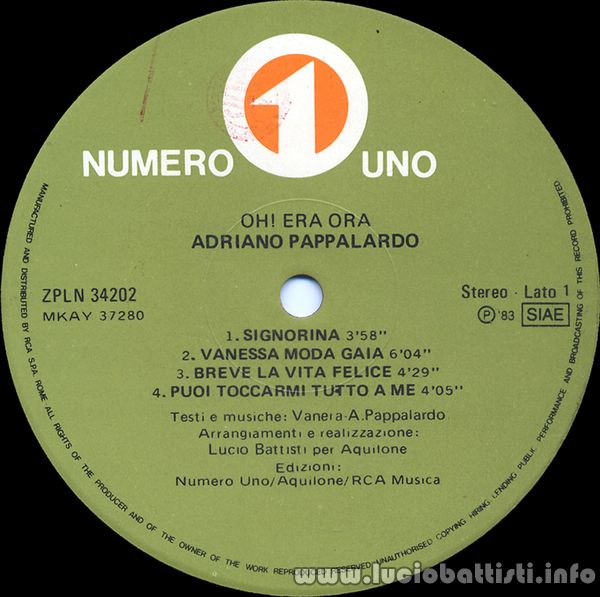 NUMERO 1 UNO
OH! ERA ORA
ADRIANO PAPPALARDO
ZPLN 34202
MKAY 37280
Stereo · Lato 1
Ⓟ '83 SIAE
1. SIGNORINA 3'58"
2. VANESSA MODA GAIA 6'04"
3. BREVE LA VITA FELICE 4'29"
4. PUOI TOCCARMI TUTTO A ME 4'05"
Testi e musiche: Vanera-A.Pappalardo
Arrangiamenti e realizzazione:
Lucio Battisti per Aquilone
Edizioni:
Numero Uno/Aquilone/RCA Musica
MANUFACTURED AND DISTRIBUTED BY RCA S.P.A. ROME ALL RIGHTS OF THE PRODUCER AND OF THE OWNER OF THE WORK REPRODUCED RESERVED UNAUTHORISED COPYING HIRING LENDING PUBLIC PERFORMANCE AND BROADCASTING OF THIS RECORD PROHIBITED
www.luciobattisti.info